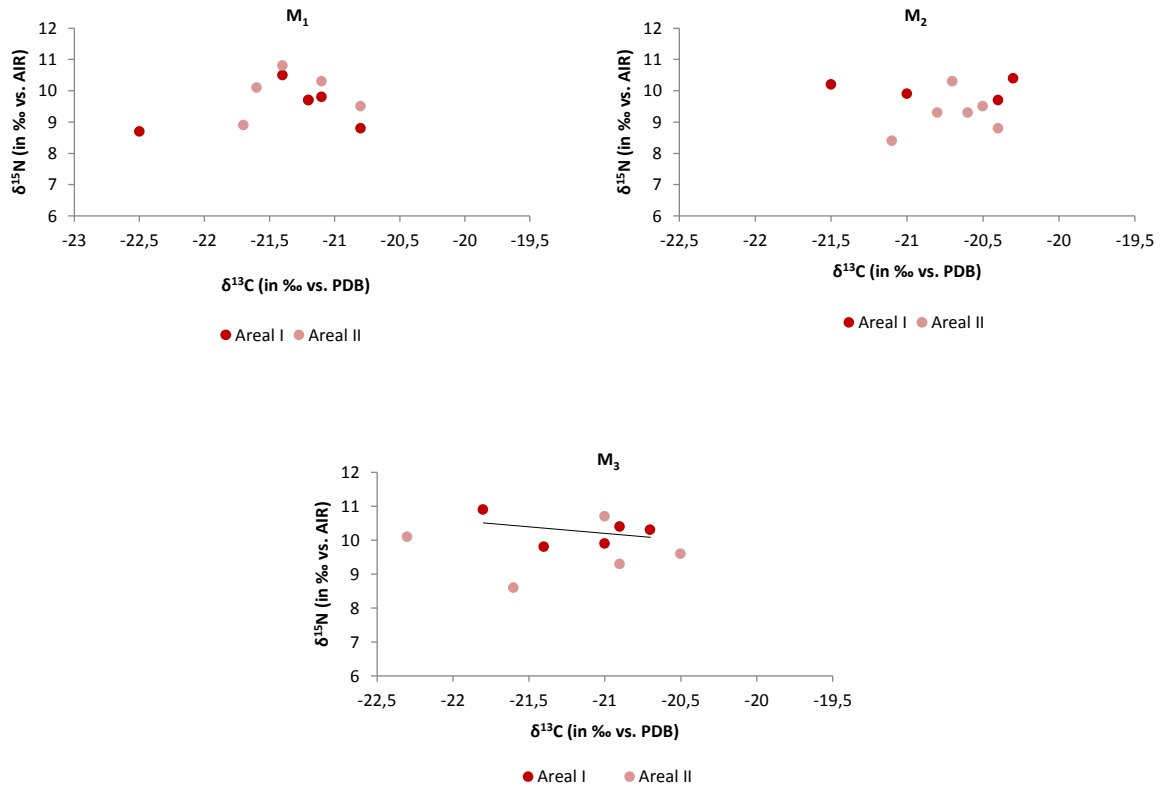 M₁
δ¹⁵N (in ‰ vs. AIR)
12
11
10
9
8
7
6
-23 -22,5 -22 -21,5 -21 -20,5 -20 -19,5
δ¹³C (in ‰ vs. PDB)
Areal I Areal II
M₂
δ¹⁵N (in ‰ vs. AIR)
12
11
10
9
8
7
6
-22,5 -22 -21,5 -21 -20,5 -20 -19,5
δ¹³C (in ‰ vs. PDB)
Areal I Areal II
M₃
δ¹⁵N (in ‰ vs. AIR)
12
11
10
9
8
7
6
-22,5 -22 -21,5 -21 -20,5 -20 -19,5
δ¹³C (in ‰ vs. PDB)
Areal I Areal II